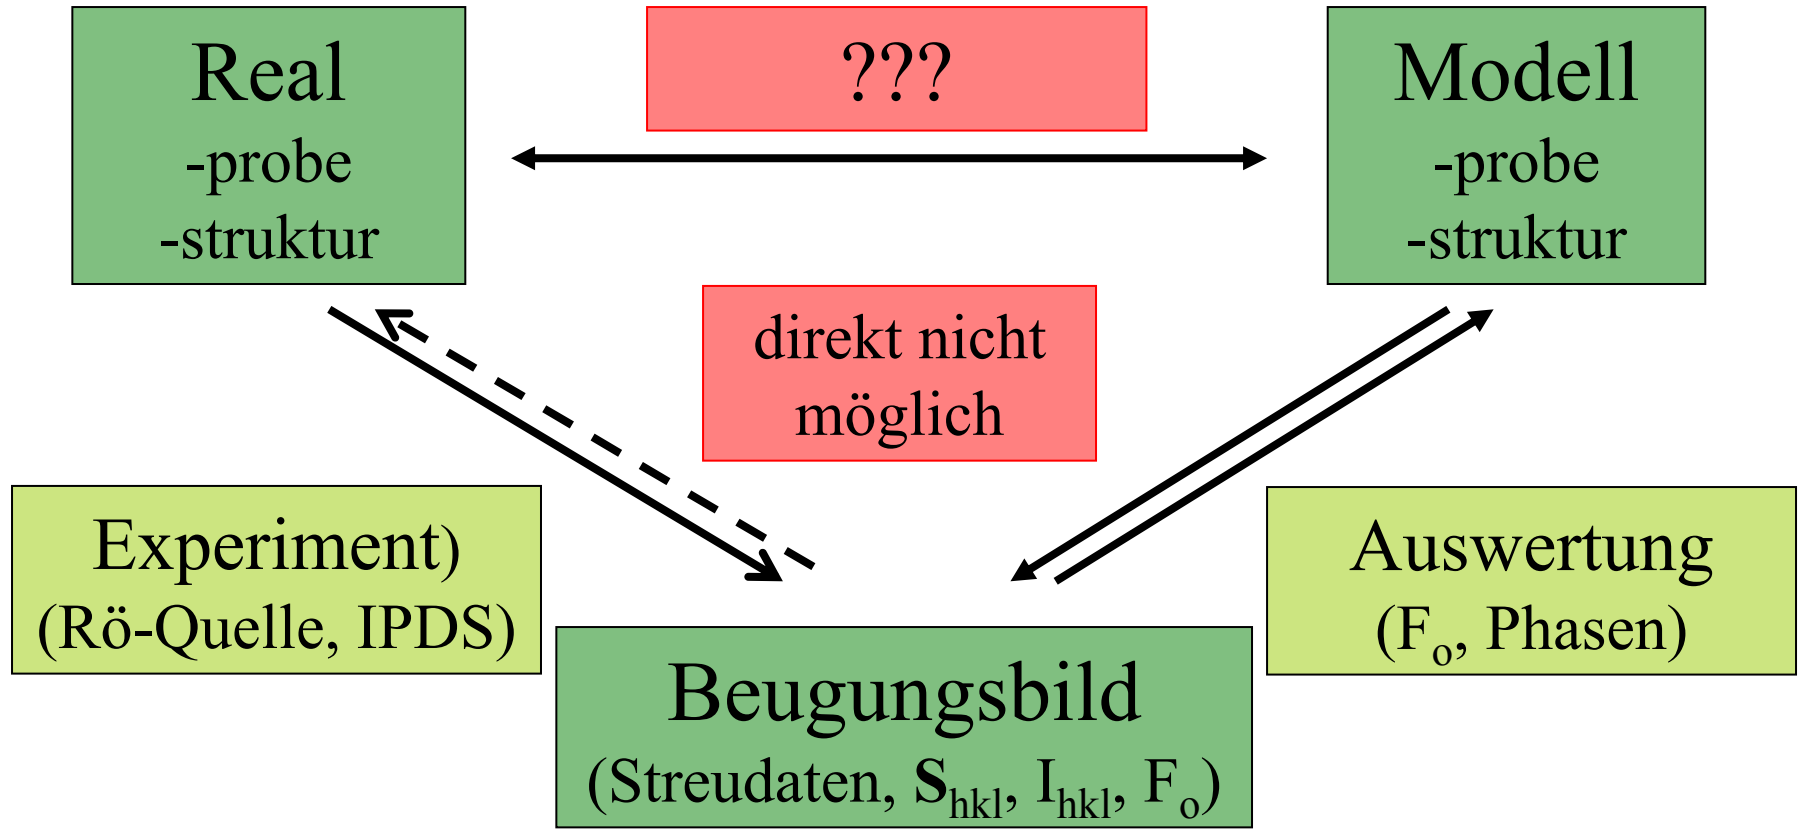 Real
-probe
-struktur
???
Modell
-probe
-struktur
direkt nicht
möglich
Experiment)
(Rö-Quelle, IPDS)
Auswertung
(Fo, Phasen)
Beugungsbild
(Streudaten, Shkl, Ihkl, Fo)